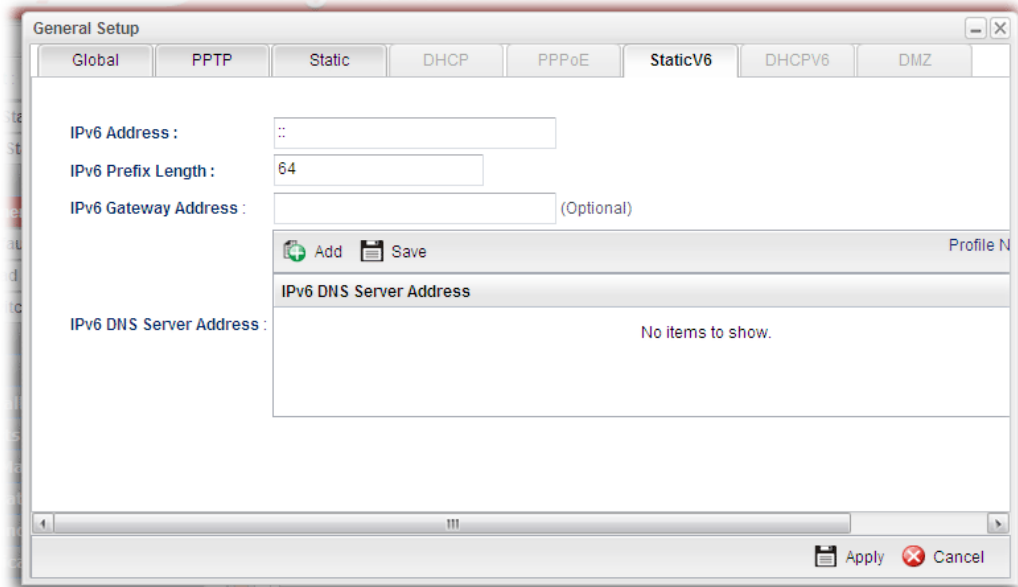 General Setup
Global PPTP Static DHCP PPPoE StaticV6 DHCPV6 DMZ
IPv6 Address : ::
IPv6 Prefix Length : 64
IPv6 Gateway Address : (Optional)
Add Save Profile N
IPv6 DNS Server Address
IPv6 DNS Server Address :
No items to show.
Apply Cancel